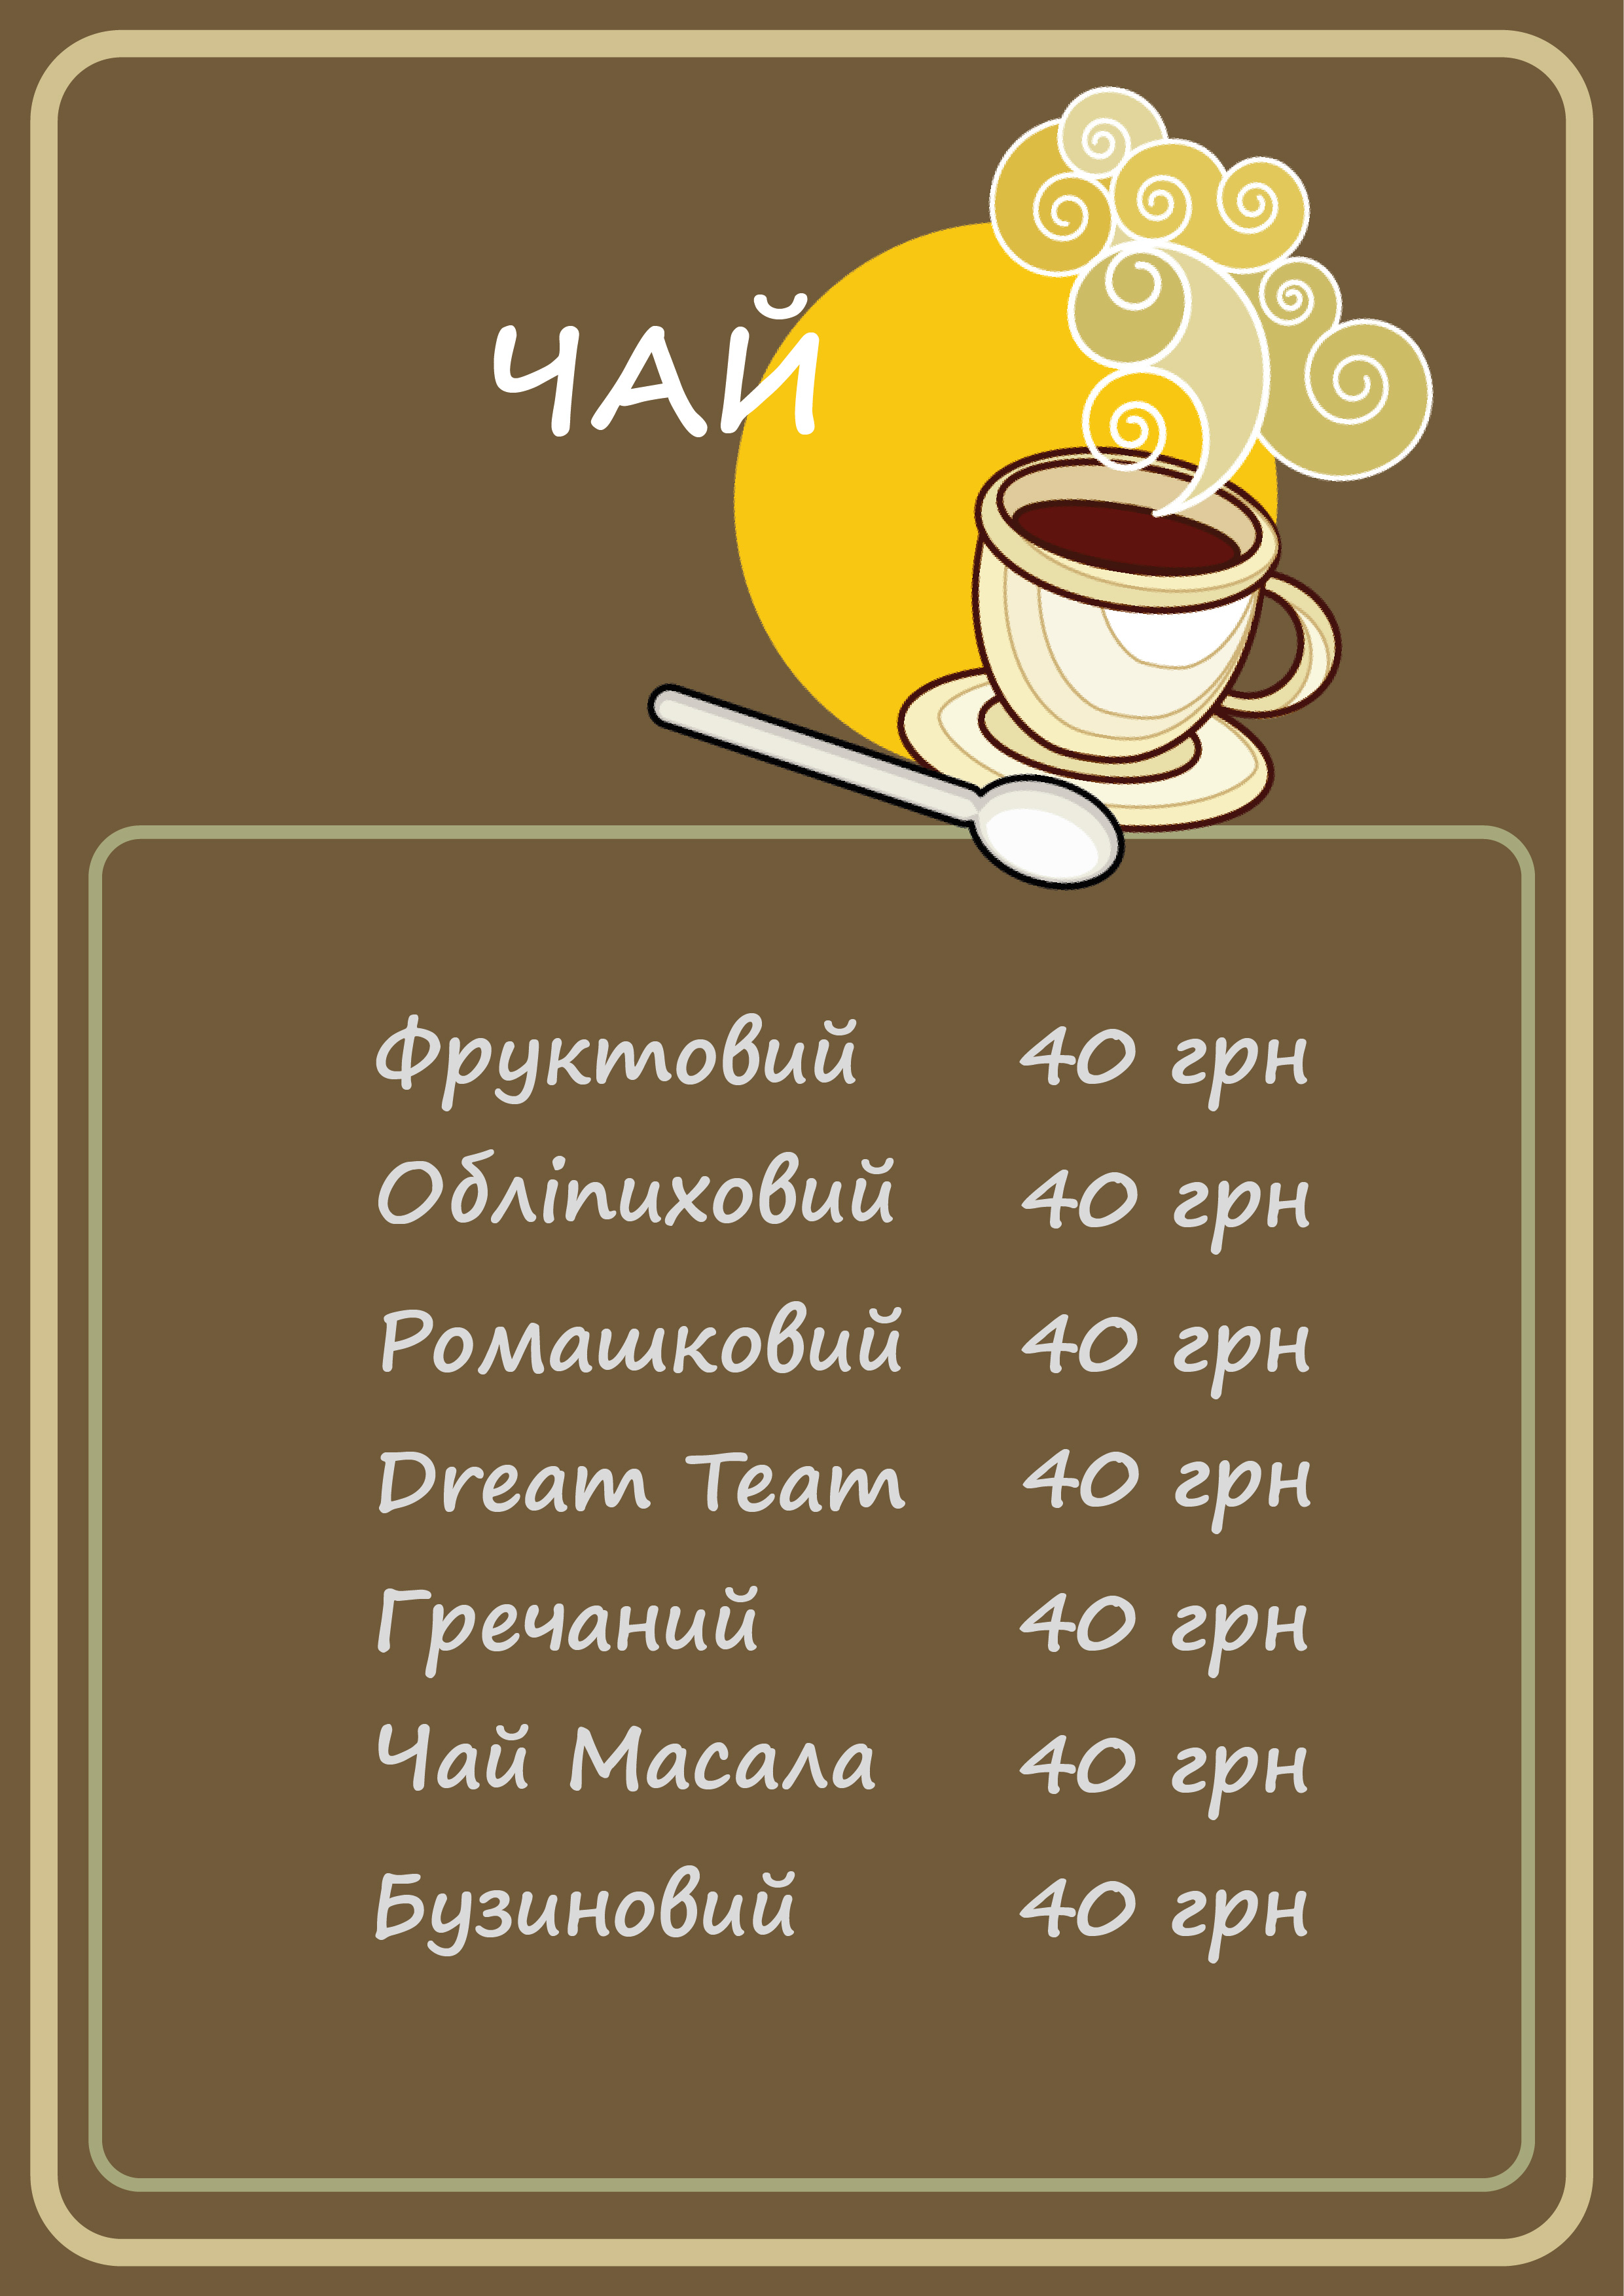 ЧАЙ
Фруктовий 40 грн
Обліпиховий 40 грн
Ромашковий 40 грн
Dream Team 40 грн
Гречаний 40 грн
Чай Масала 40 грн
Бузиновий 40 грн